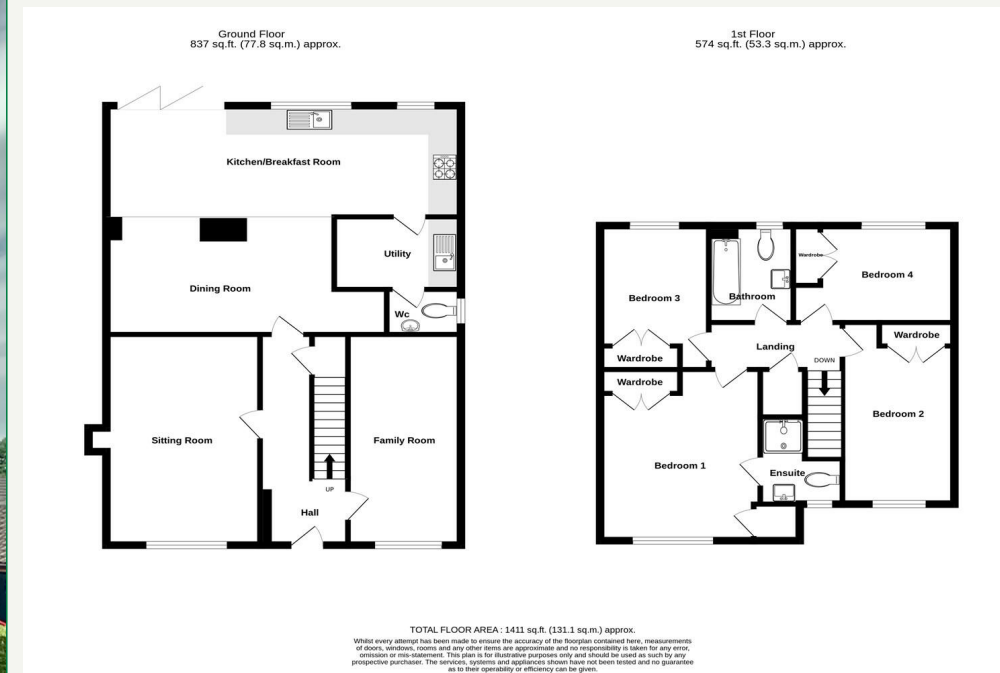 Ground Floor
837 sq.ft. (77.8 sq.m.) approx.
1st Floor
574 sq.ft. (53.3 sq.m.) approx.
Kitchen/Breakfast Room
Utility
Dining Room
Wc
Sitting Room
Family Room
UP
Hall
Wardrobe
Bedroom 4
Bedroom 3
Bathroom
Wardrobe
Landing
Wardrobe
DOWN
Wardrobe
Bedroom 2
Bedroom 1
Ensuite
TOTAL FLOOR AREA : 1411 sq.ft. (131.1 sq.m.) approx.
Whilst every attempt has been made to ensure the accuracy of the floorplan contained here, measurements
of doors, windows, rooms and any other items are approximate and no responsibility is taken for any error,
omission or mis-statement. This plan is for illustrative purposes only and should be used as such by any
prospective purchaser. The services, systems and appliances shown have not been tested and no guarantee
as to their operability or efficiency can be given.